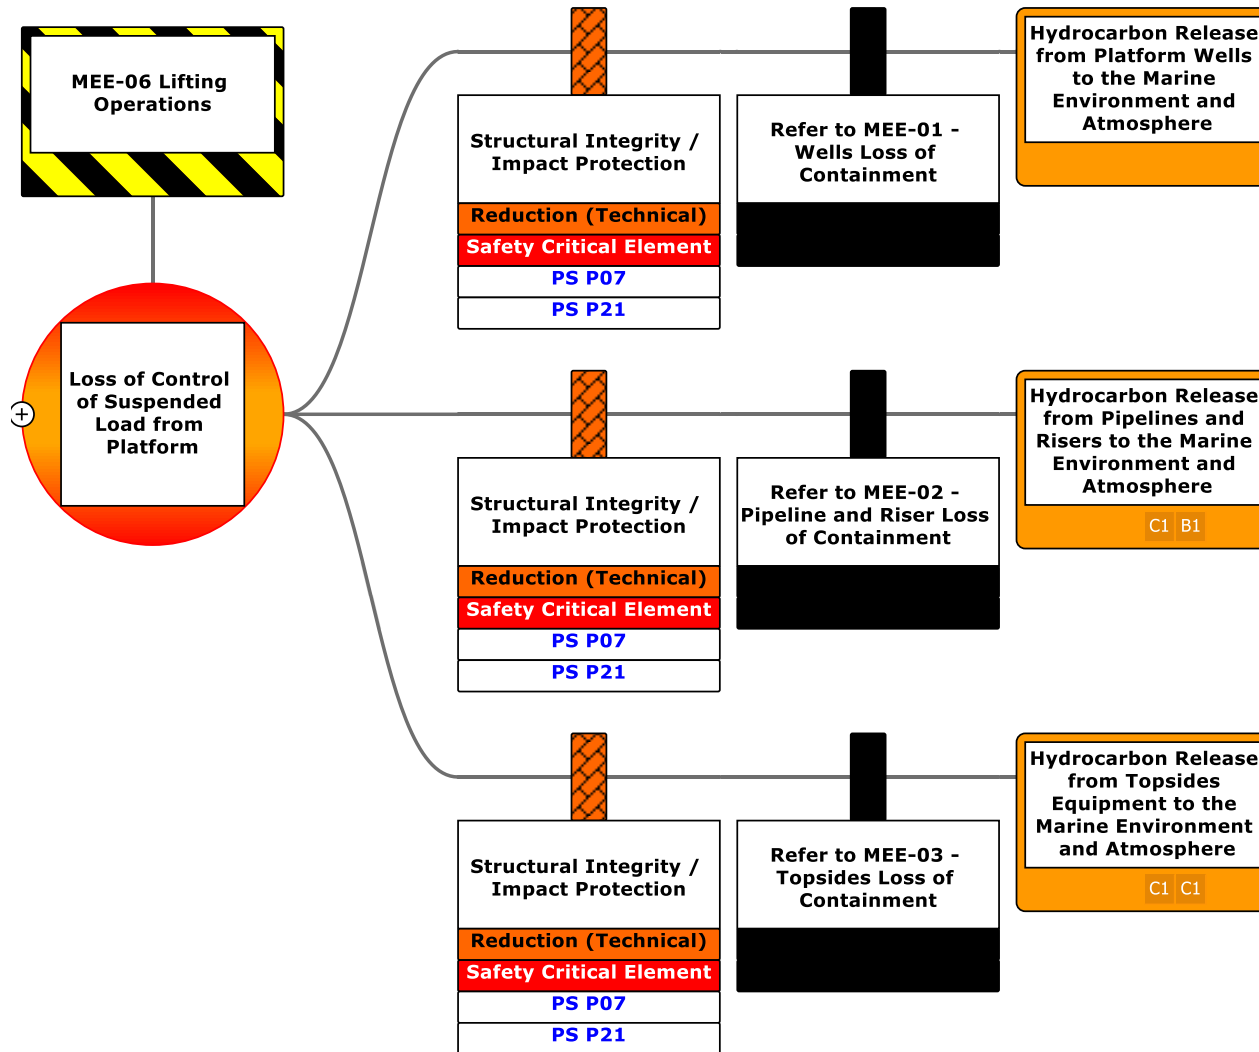 MEE-06 Lifting
Operations
Loss of Control
of Suspended
Load from
Platform
+
Structural Integrity /
Impact Protection
Reduction (Technical)
Safety Critical Element
PS P07
PS P21
Refer to MEE-01 -
Wells Loss of
Containment
Hydrocarbon Release
from Platform Wells
to the Marine
Environment and
Atmosphere
Structural Integrity /
Impact Protection
Reduction (Technical)
Safety Critical Element
PS P07
PS P21
Refer to MEE-02 -
Pipeline and Riser Loss
of Containment
Hydrocarbon Release
from Pipelines and
Risers to the Marine
Environment and
Atmosphere
C1 B1
Structural Integrity /
Impact Protection
Reduction (Technical)
Safety Critical Element
PS P07
PS P21
Refer to MEE-03 -
Topsides Loss of
Containment
Hydrocarbon Release
from Topsides
Equipment to the
Marine Environment
and Atmosphere
C1 C1